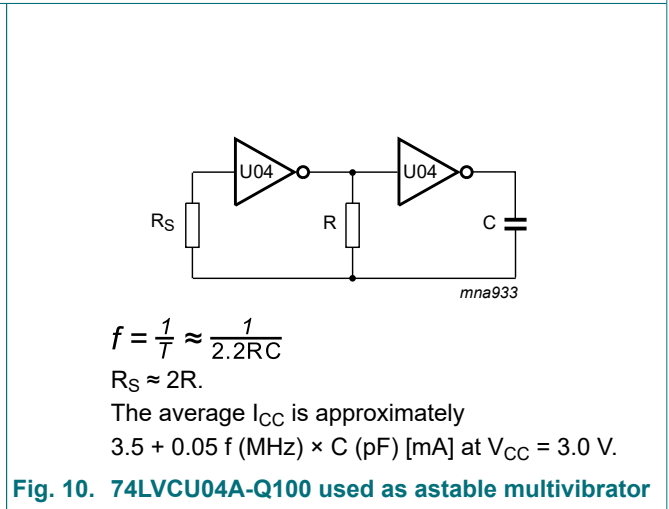 U04
U04
RS
R
C
mna933
f = 1/T ≈ 1/2.2RC
RS ≈ 2R.
The average ICC is approximately
3.5 + 0.05 f (MHz) × C (pF) [mA] at VCC = 3.0 V.
Fig. 10. 74LVCU04A-Q100 used as astable multivibrator